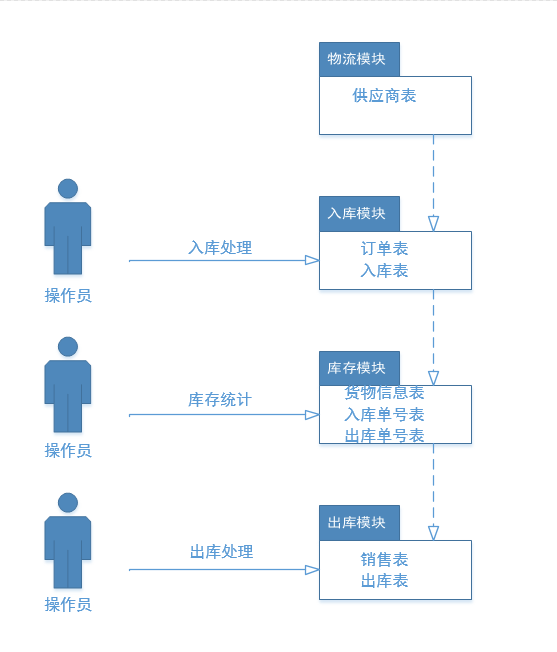 物流模块
供应商表
入库模块
入库处理
订单表
入库表
操作员
库存模块
库存统计
货物信息表
入库单号表
出库单号表
操作员
出库模块
出库处理
销售表
出库表
操作员